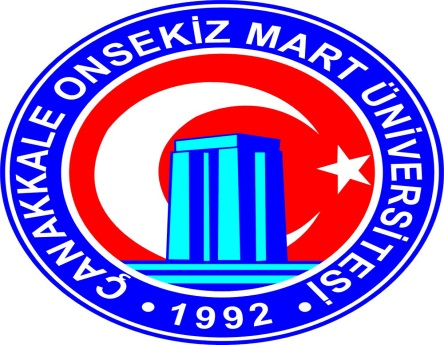 ÇANAKKALE ONSEKİZ MART ÜNİVERSİTESİ
• 1992 •